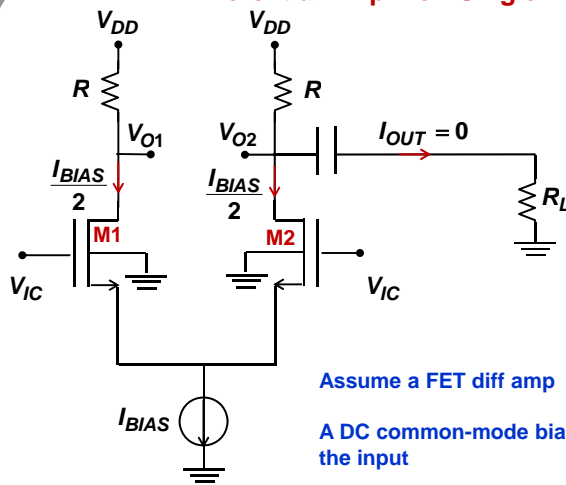 V_DD V_DD
R R
V_O1 V_O2 I_OUT = 0
I_BIAS/2 I_BIAS/2
R_L
M1 M2
V_IC V_IC
Assume a FET diff amp
I_BIAS
A DC common-mode
the input